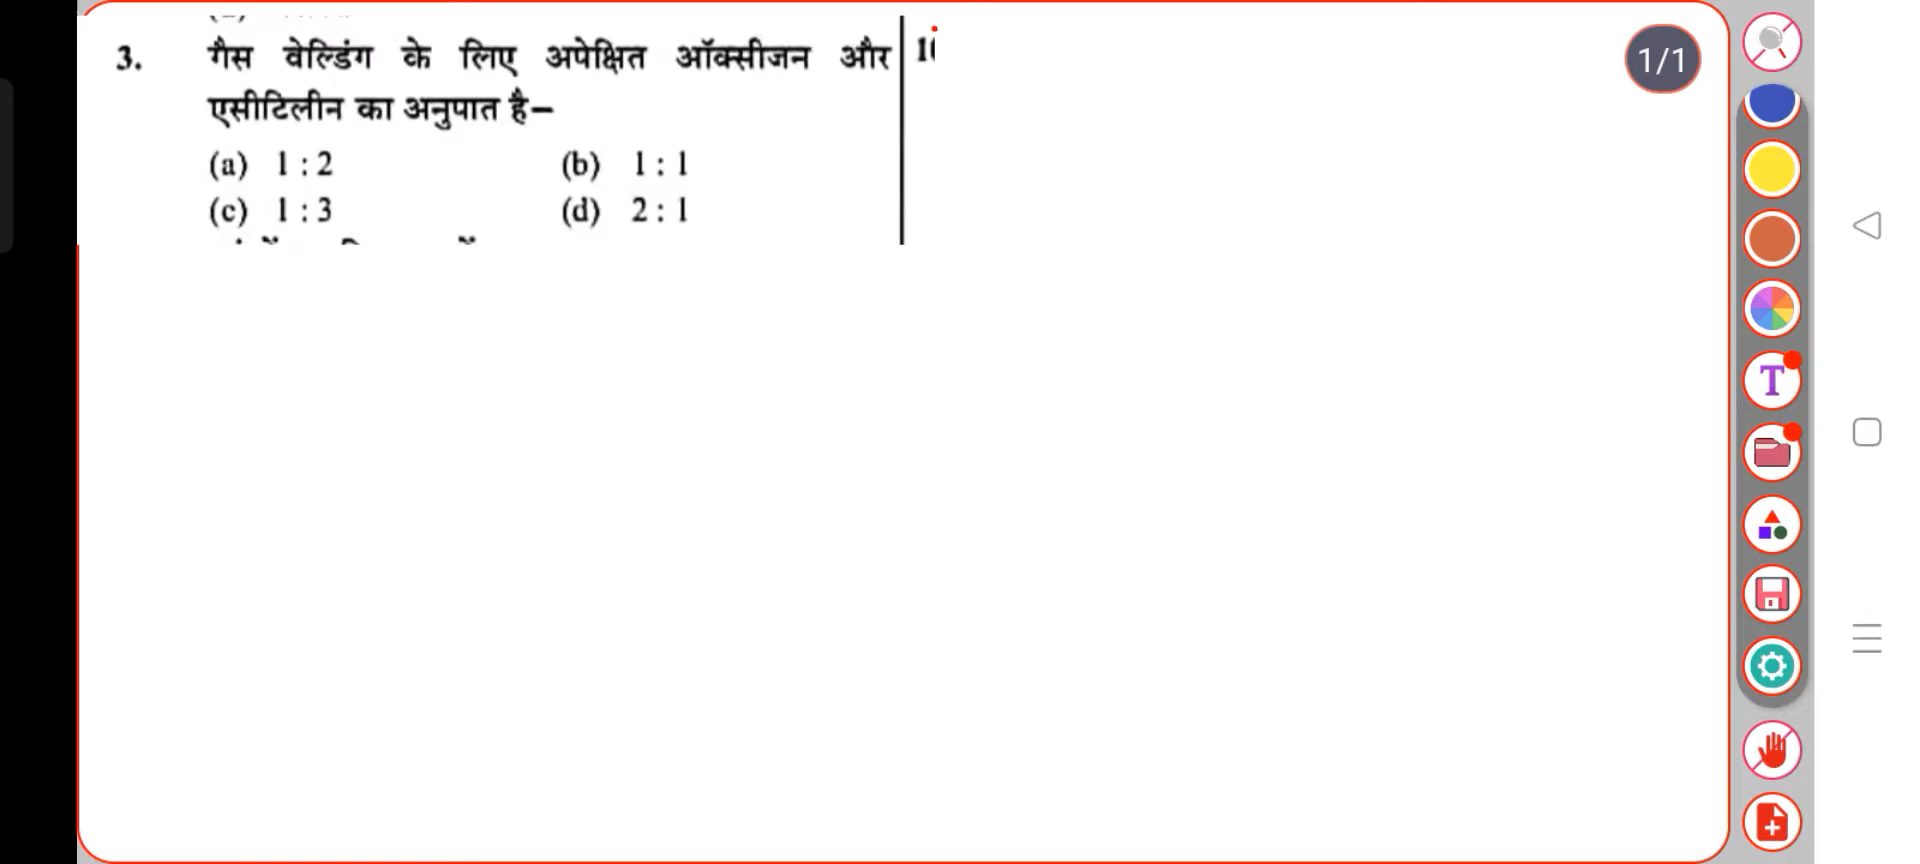 3. गैस वेल्डिंग के लिए अपेक्षित ऑक्सीजन और
एसीटिलीन का अनुपात है–
(a) 1 : 2 (b) 1 : 1
(c) 1 : 3 (d) 2 : 1
1/1
T